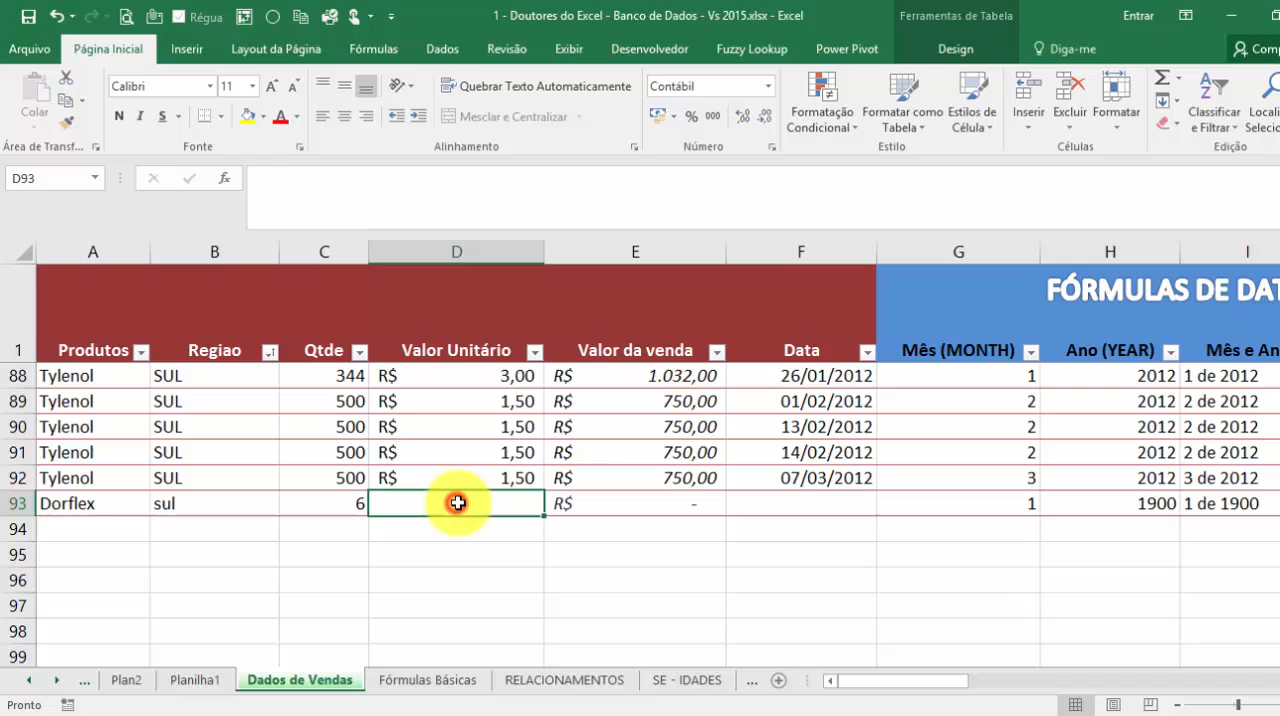 Régua
1 - Doutores do Excel - Banco de Dados - Vs 2015.xlsx - Excel
Ferramentas de Tabela
Entrar
Arquivo Página Inicial Inserir Layout da Página Fórmulas Dados Revisão Exibir Desenvolvedor Fuzzy Lookup Power Pivot Design Diga-me Comp
Colar
Calibri 11
N I S
Quebrar Texto Automaticamente
Mesclar e Centralizar
Contábil
% 000
Formatação Condicional
Formatar como Tabela
Estilos de Célula
Inserir Excluir Formatar
Classificar e Filtrar
Locali
Selecio
Área de Transf... Fonte Alinhamento Número Estilo Células Edição
D93 fx
A B C D E F G H I
FÓRMULAS DE DAT
1 Produtos Regiao Qtde Valor Unitário Valor da venda Data Mês (MONTH) Ano (YEAR) Mês e An
88 Tylenol SUL 344 R$ 3,00 R$ 1.032,00 26/01/2012 1 2012 1 de 2012
89 Tylenol SUL 500 R$ 1,50 R$ 750,00 01/02/2012 2 2012 2 de 2012
90 Tylenol SUL 500 R$ 1,50 R$ 750,00 13/02/2012 2 2012 2 de 2012
91 Tylenol SUL 500 R$ 1,50 R$ 750,00 14/02/2012 2 2012 2 de 2012
92 Tylenol SUL 500 R$ 1,50 R$ 750,00 07/03/2012 3 2012 3 de 2012
93 Dorflex sul 6 R$ - 1 1900 1 de 1900
94
95
96
97
98
99
... Plan2 Planilha1 Dados de Vendas Fórmulas Básicas RELACIONAMENTOS SE - IDADES ...
Pronto